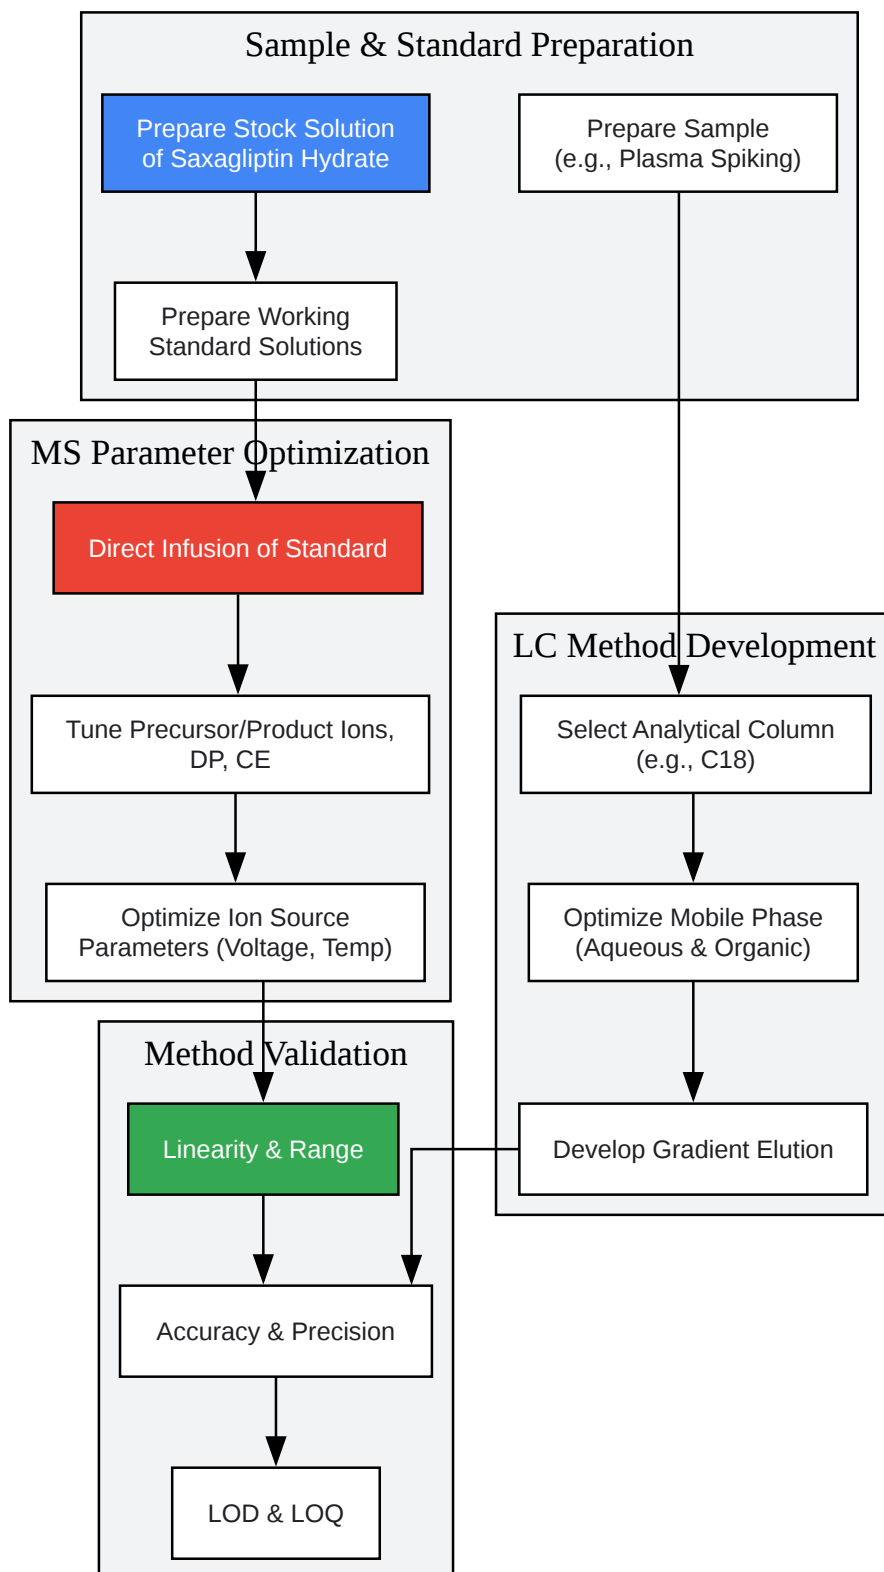 Sample & Standard Preparation
Prepare Stock Solution
of Saxagliptin Hydrate
Prepare Sample
(e.g., Plasma Spiking)
Prepare Working
Standard Solutions
MS Parameter Optimization
Direct Infusion of Standard
Tune Precursor/Product Ions,
DP, CE
Optimize Ion Source
Parameters (Voltage, Temp)
LC Method Development
Select Analytical Column
(e.g., C18)
Optimize Mobile Phase
(Aqueous & Organic)
Develop Gradient Elution
Method Validation
Linearity & Range
Accuracy & Precision
LOD & LOQ